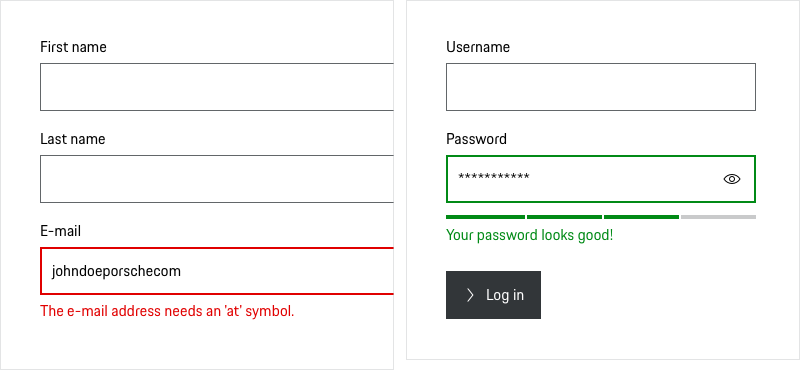 First name
Last name
E-mail
johndoeporschecom
The e-mail address needs an 'at' symbol.
Username
Password
***********
Your password looks good!
Log in